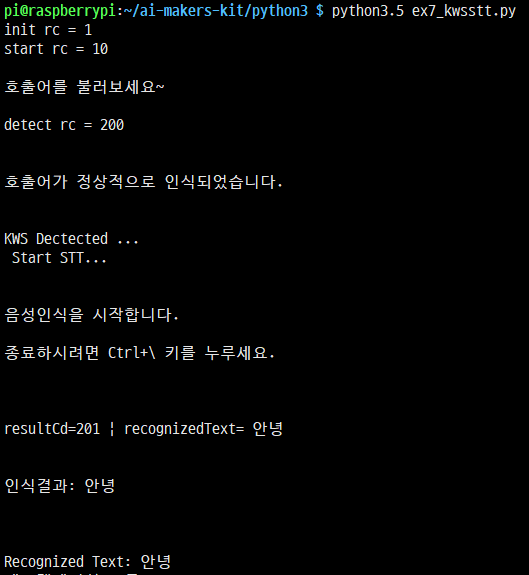 pi@raspberrypi:~/ai-makers-kit/python3 $ python3.5 ex7_kwsstt.py
init rc = 1
start rc = 10
호출어를 불러보세요~
detect rc = 200
호출어가 정상적으로 인식되었습니다.
KWS Dectected ...
Start STT...
음성인식을 시작합니다.
종료하시려면 Ctrl+\ 키를 누루세요.
resultCd=201 | recognizedText= 안녕
인식결과: 안녕
Recognized Text: 안녕